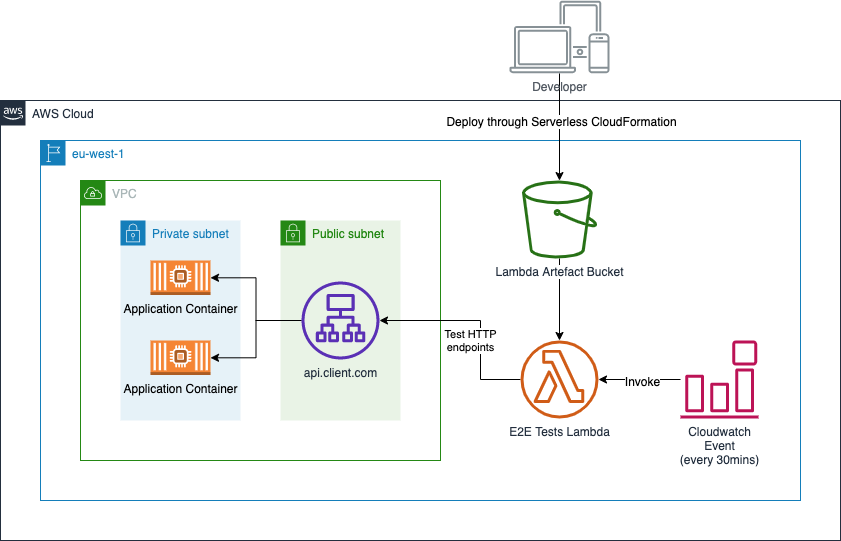 Developer
aws
AWS Cloud
Deploy through Serverless CloudFormation
eu-west-1
VPC
Private subnet
Public subnet
Lambda Artefact Bucket
Application Container
Test HTTP
endpoints
api.client.com
Invoke
Application Container
E2E Tests Lambda
Cloudwatch
Event
(every 30mins)